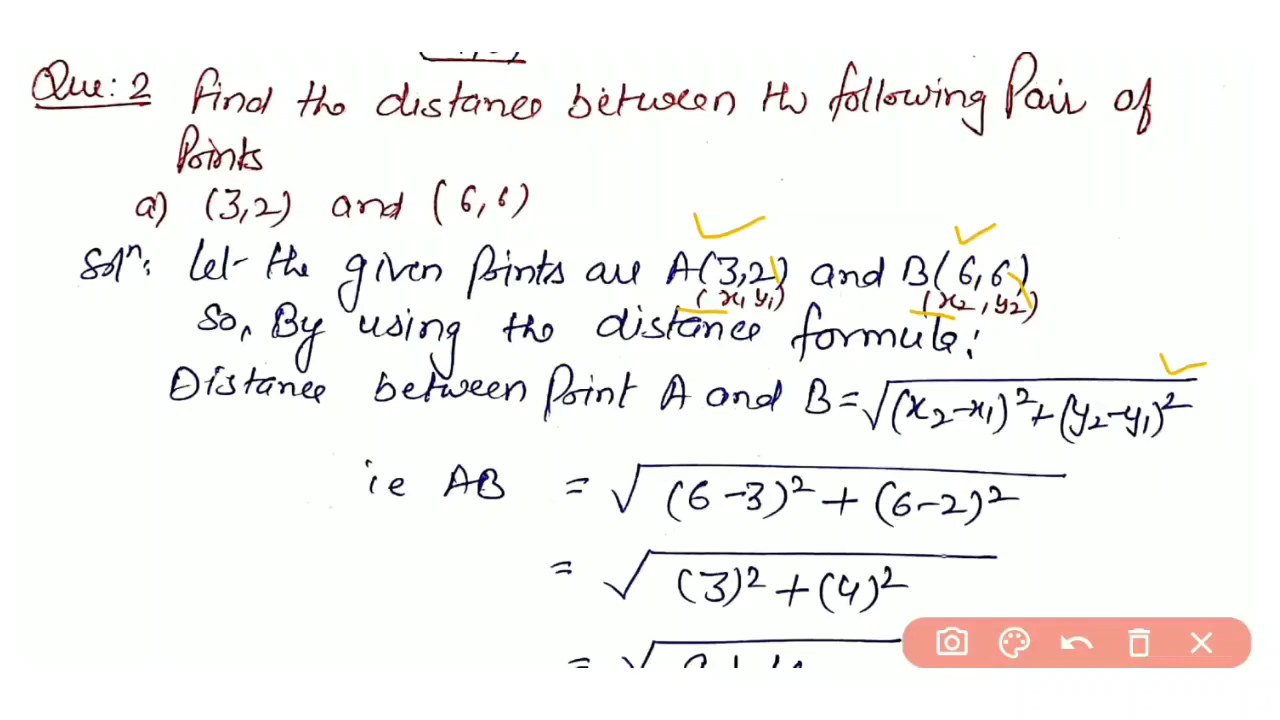 Que: 2 Find the distance between the following Pair of
Points
a) (3,2) and (6,6)
Solⁿ: Let the given Points are A(3,2) and B(6,6)
(x₁ y₁) (x₂, y₂)
So, By using the distance formula:
Distance between Point A and B = √(x₂-x₁)² + (y₂-y₁)²
ie AB = √(6-3)² + (6-2)²
= √(3)² + (4)²
= √